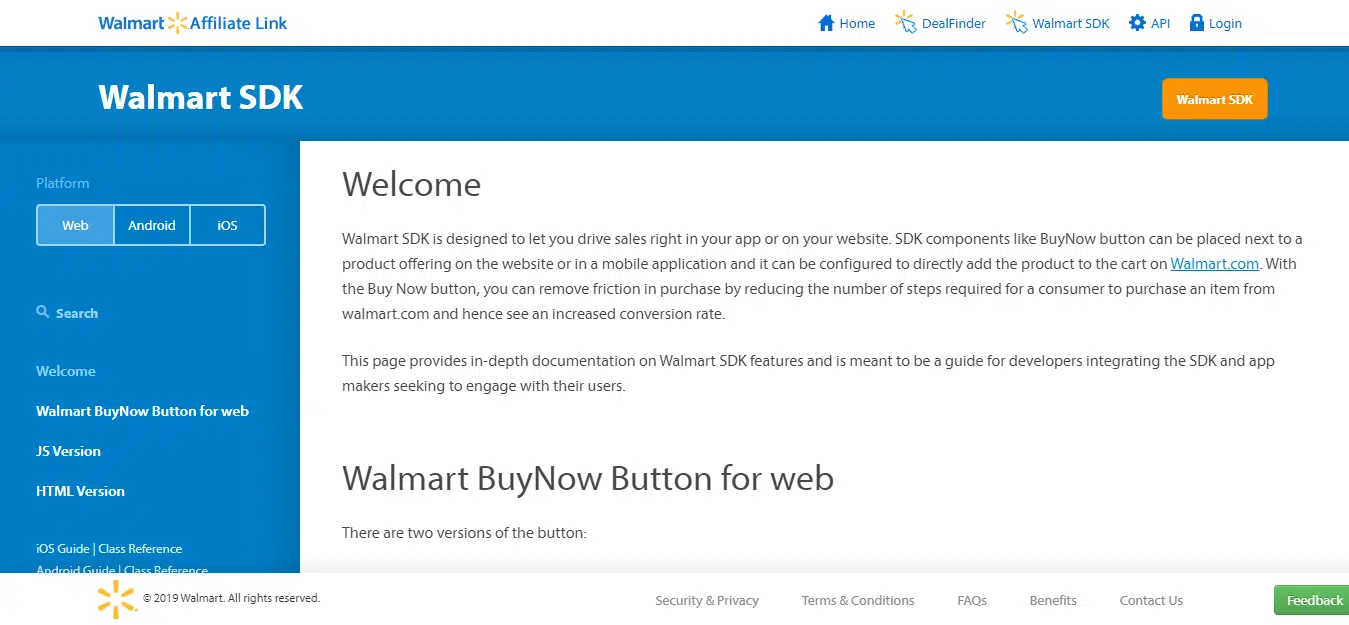 Walmart Affiliate Link
Home DealFinder Walmart SDK API Login
Walmart SDK
Walmart SDK
Platform
Web Android iOS
Search
Welcome
Walmart BuyNow Button for web
JS Version
HTML Version
iOS Guide | Class Reference
Android Guide | Class Reference
Welcome
Walmart SDK is designed to let you drive sales right in your app or on your website. SDK components like BuyNow button can be placed next to a
product offering on the website or in a mobile application and it can be configured to directly add the product to the cart on Walmart.com. With
the Buy Now button, you can remove friction in purchase by reducing the number of steps required for a consumer to purchase an item from
walmart.com and hence see an increased conversion rate.
This page provides in-depth documentation on Walmart SDK features and is meant to be a guide for developers integrating the SDK and app
makers seeking to engage with their users.
Walmart BuyNow Button for web
There are two versions of the button:
© 2019 Walmart. All rights reserved.
Security & Privacy Terms & Conditions FAQs Benefits Contact Us
Feedback